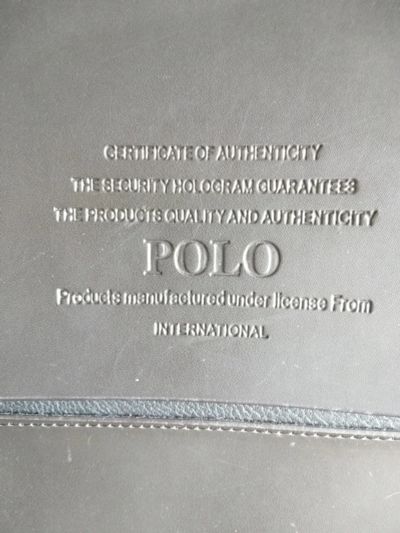 CERTIFICATE OF AUTHENTICITY
THE SECURITY HOLOGRAM GUARANTEES
THE PRODUCTS QUALITY AND AUTHENTICITY
POLO
Products manufactured under license From
INTERNATIONAL